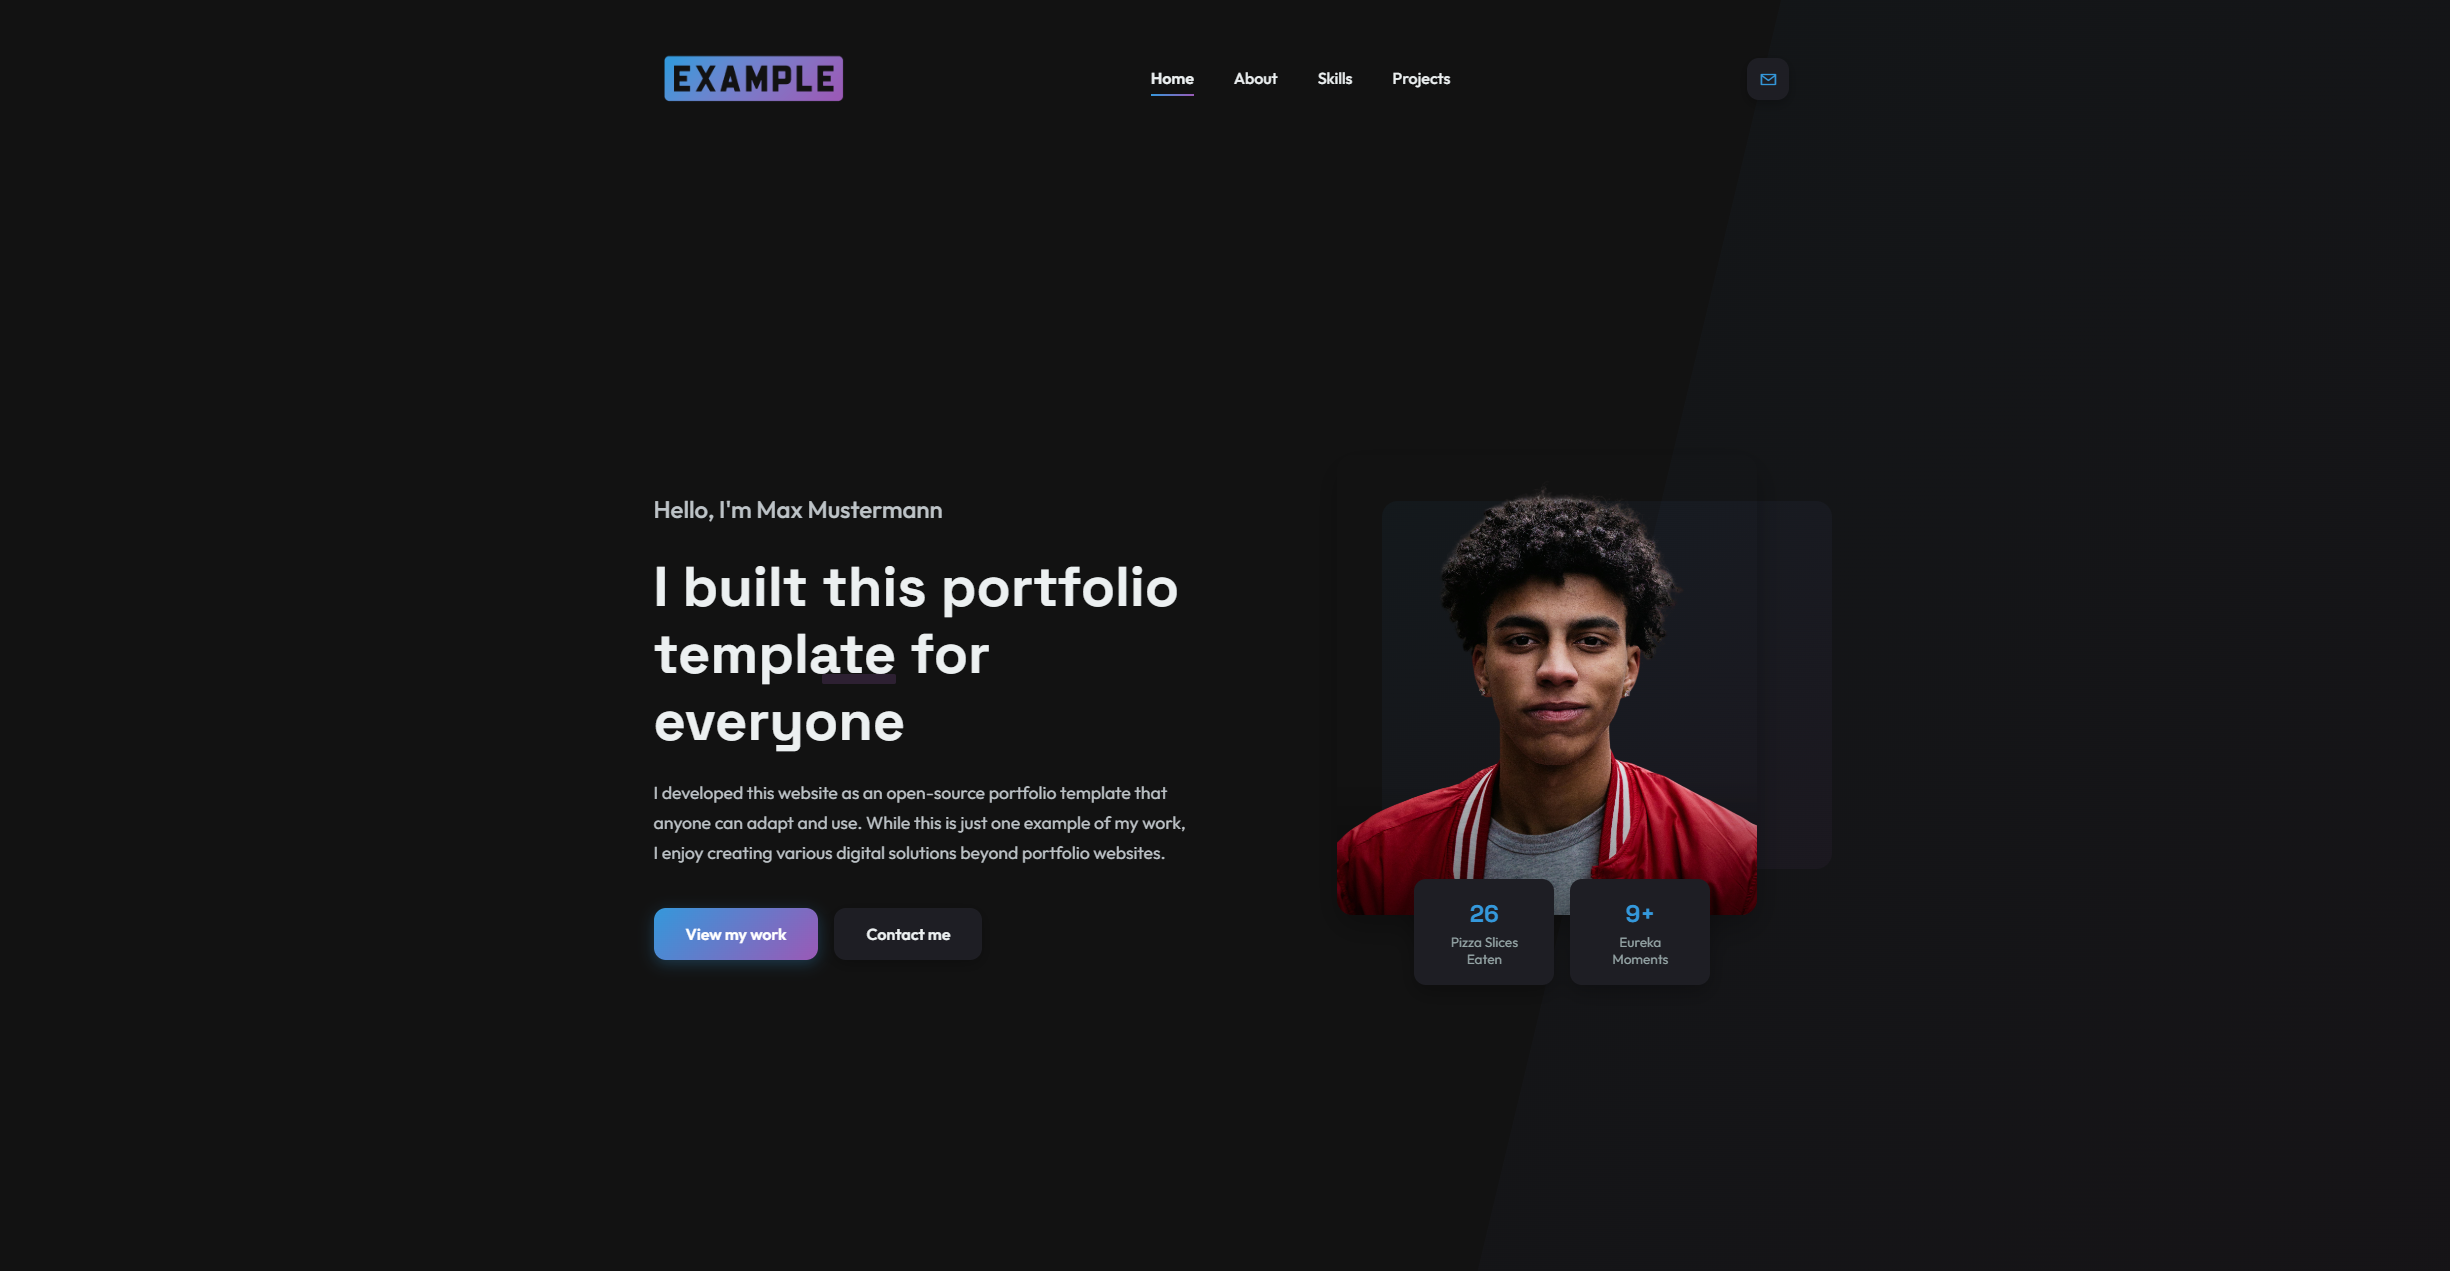 EXAMPLE
Home About Skills Projects
Hello, I'm Max Mustermann
I built this portfolio
template for
everyone
I developed this website as an open-source portfolio template that
anyone can adapt and use. While this is just one example of my work,
I enjoy creating various digital solutions beyond portfolio websites.
View my work
Contact me
26
Pizza Slices
Eaten
9+
Eureka
Moments